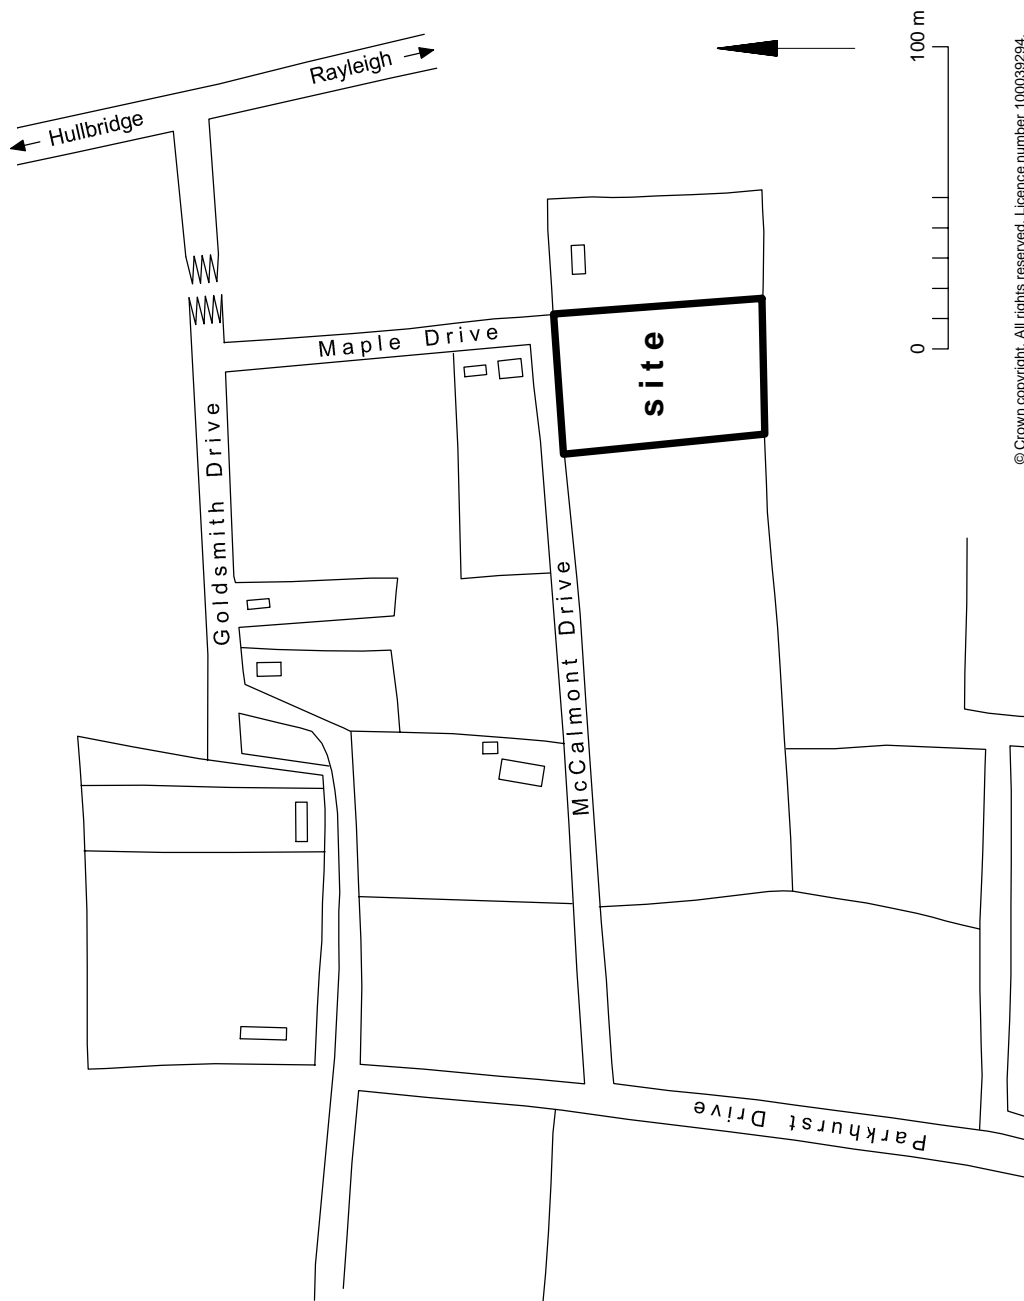 Hullbridge
Rayleigh
Maple Drive
Goldsmith Drive
McCalmont Drive
Parkhurst Drive
site
0
100 m
© Crown copyright. All rights reserved. Licence number 100039294.